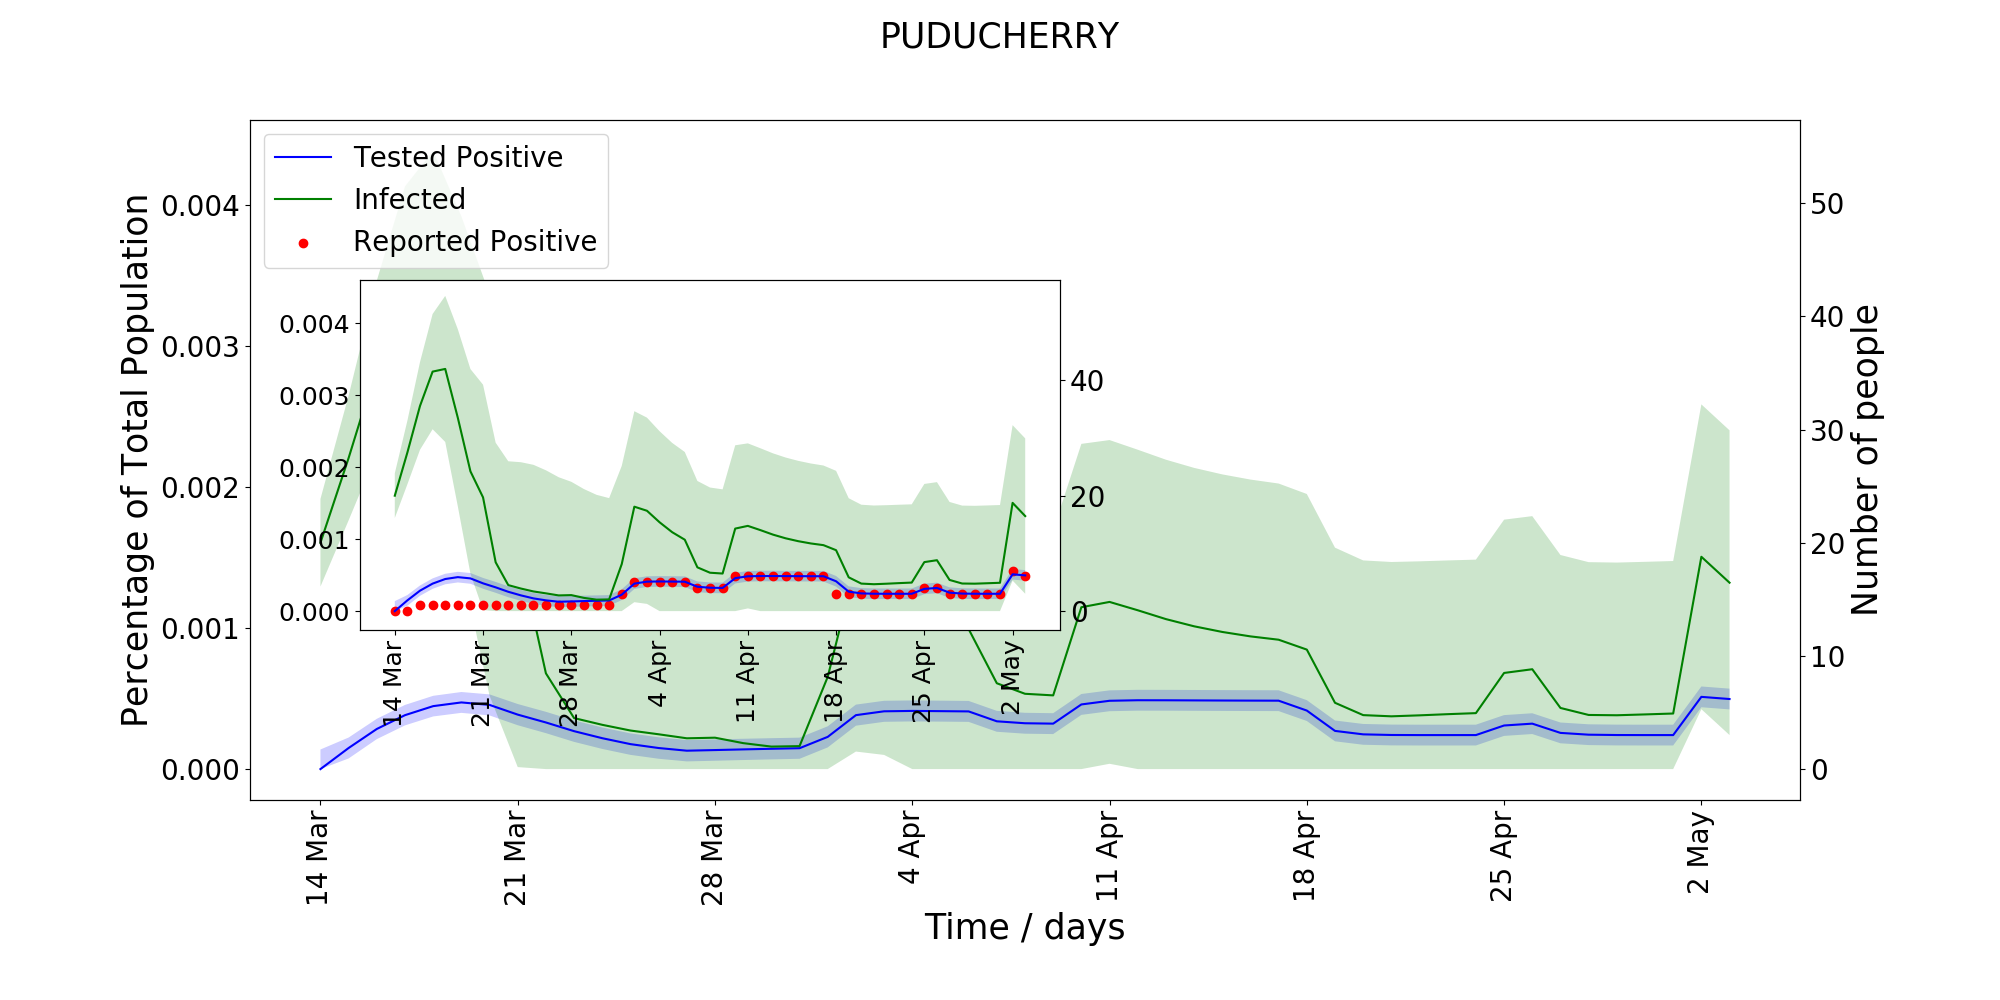 PUDUCHERRY
Tested Positive
Infected
Reported Positive
Percentage of Total Population
0.004
0.003
0.002
0.001
0.000
Number of people
50
40
30
20
10
0
0.004
0.003
0.002
0.001
0.000
40
20
0
14 Mar
21 Mar
28 Mar
4 Apr
11 Apr
18 Apr
25 Apr
2 May
14 Mar
21 Mar
28 Mar
4 Apr
11 Apr
18 Apr
25 Apr
2 May
Time / days